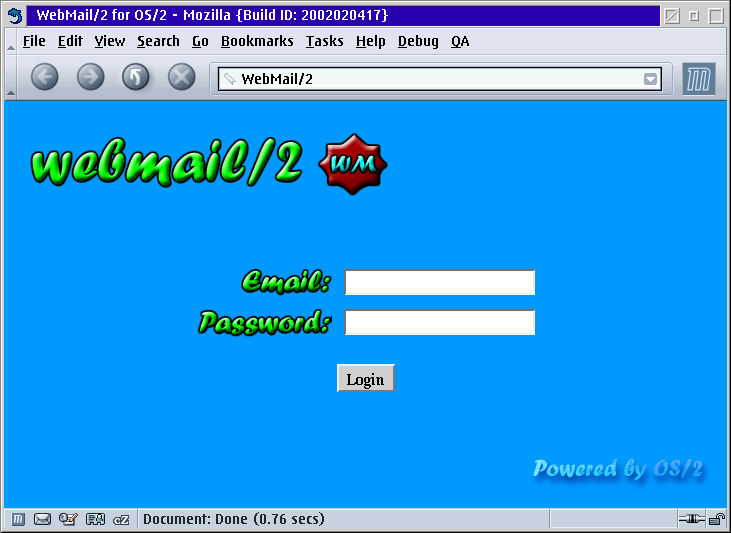 WebMail/2 for OS/2 - Mozilla {Build ID: 2002020417}
File Edit View Search Go Bookmarks Tasks Help Debug QA
WebMail/2
webmail/2 WM
Email:
Password:
Login
Powered by OS/2
Document: Done (0.76 secs)